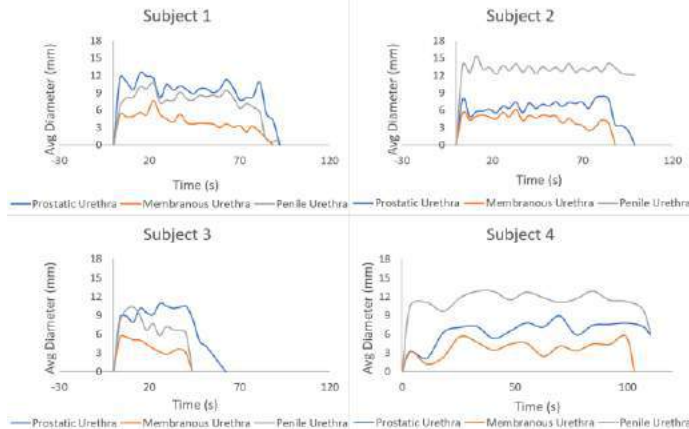 Subject 1
Avg Diameter (mm)
18
15
12
9
6
3
0
-30 20 70 120
Time (s)
Prostatic Urethra Membranous Urethra Penile Urethra
Subject 2
Avg Diameter (mm)
18
15
12
9
6
3
0
-30 20 70 120
Time (s)
Prostatic Urethra Membranous Urethra Penile Urethra
Subject 3
Avg Diameter (mm)
18
15
12
9
6
3
0
-30 20 70 120
Time (s)
Prostatic Urethra Membranous Urethra Penile Urethra
Subject 4
Avg Diameter (mm)
18
15
12
9
6
3
0
0 50 100
Time (s)
Prostatic Urethra Membranous Urethra Penile Urethra